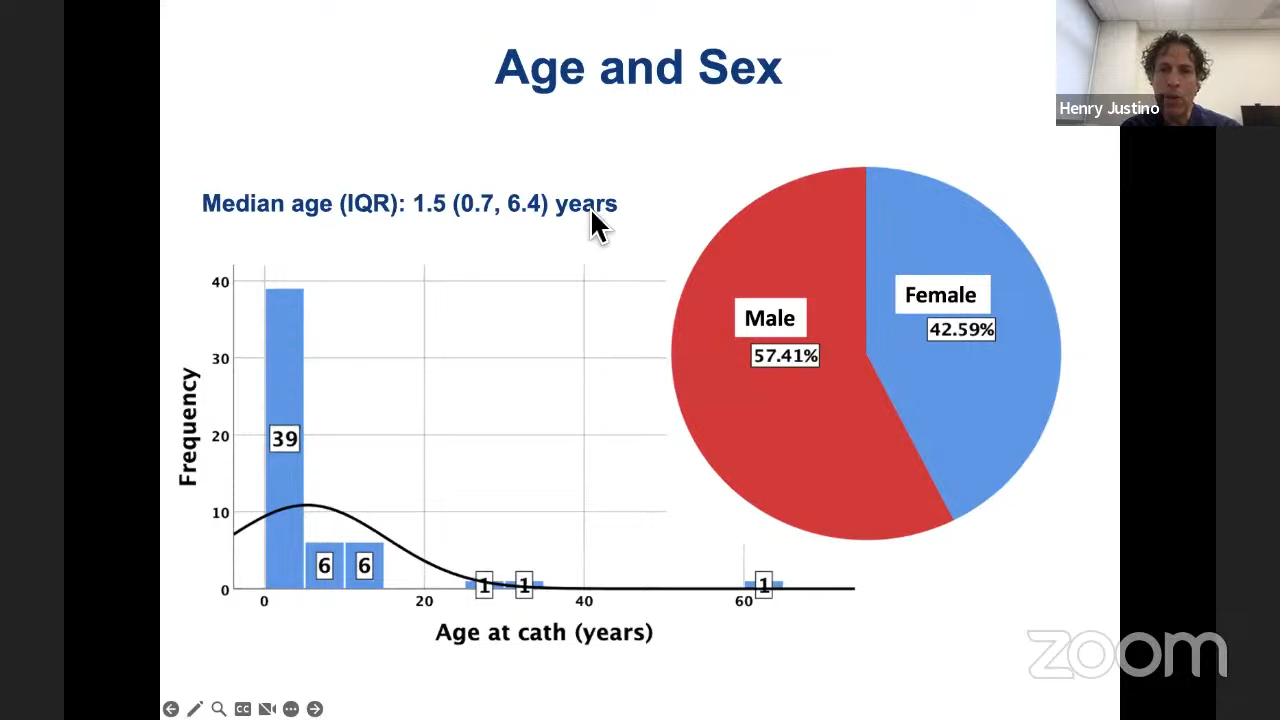 Age and Sex
Henry Justino
Median age (IQR): 1.5 (0.7, 6.4) years
Male
57.41%
Female
42.59%
Frequency
40
30
20
10
0
39
6
6
1
1
1
0
20
40
60
Age at cath (years)
zoom
CC